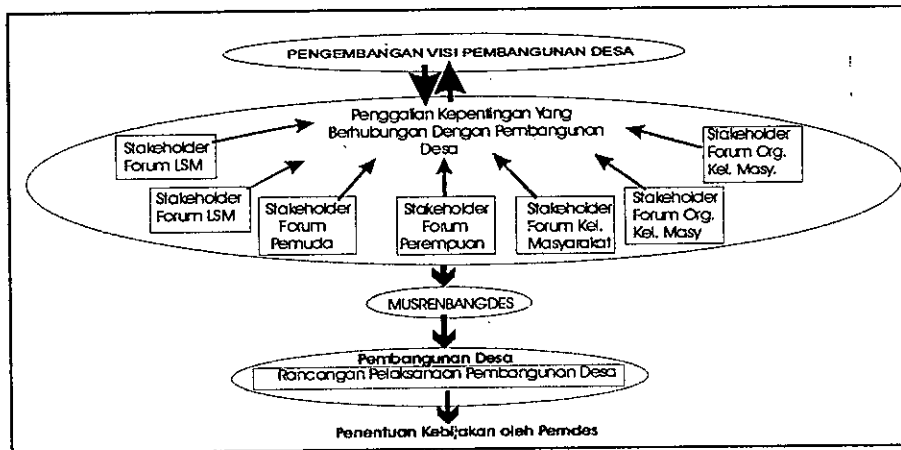 PENGEMBANGAN VISI PEMBANGUNAN DESA
Penggalian Kepentingan Yang
Berhubungan Dengan Pembangunan
Desa
Stakeholder
Forum LSM
Stakeholder
Forum LSM
Stakeholder
Forum
Pemuda
Stakeholder
Forum
Perempuan
Stakeholder
Forum Kel.
Masyarakat
Stakeholder
Forum Org.
Kel. Masy
Stakeholder
Forum Org.
Kel. Masy.
MUSRENBANGDES
Pembangunan Desa
Rancangan Pelaksanaan Pembangunan Desa
Penentuan Kebijakan oleh Pemdes